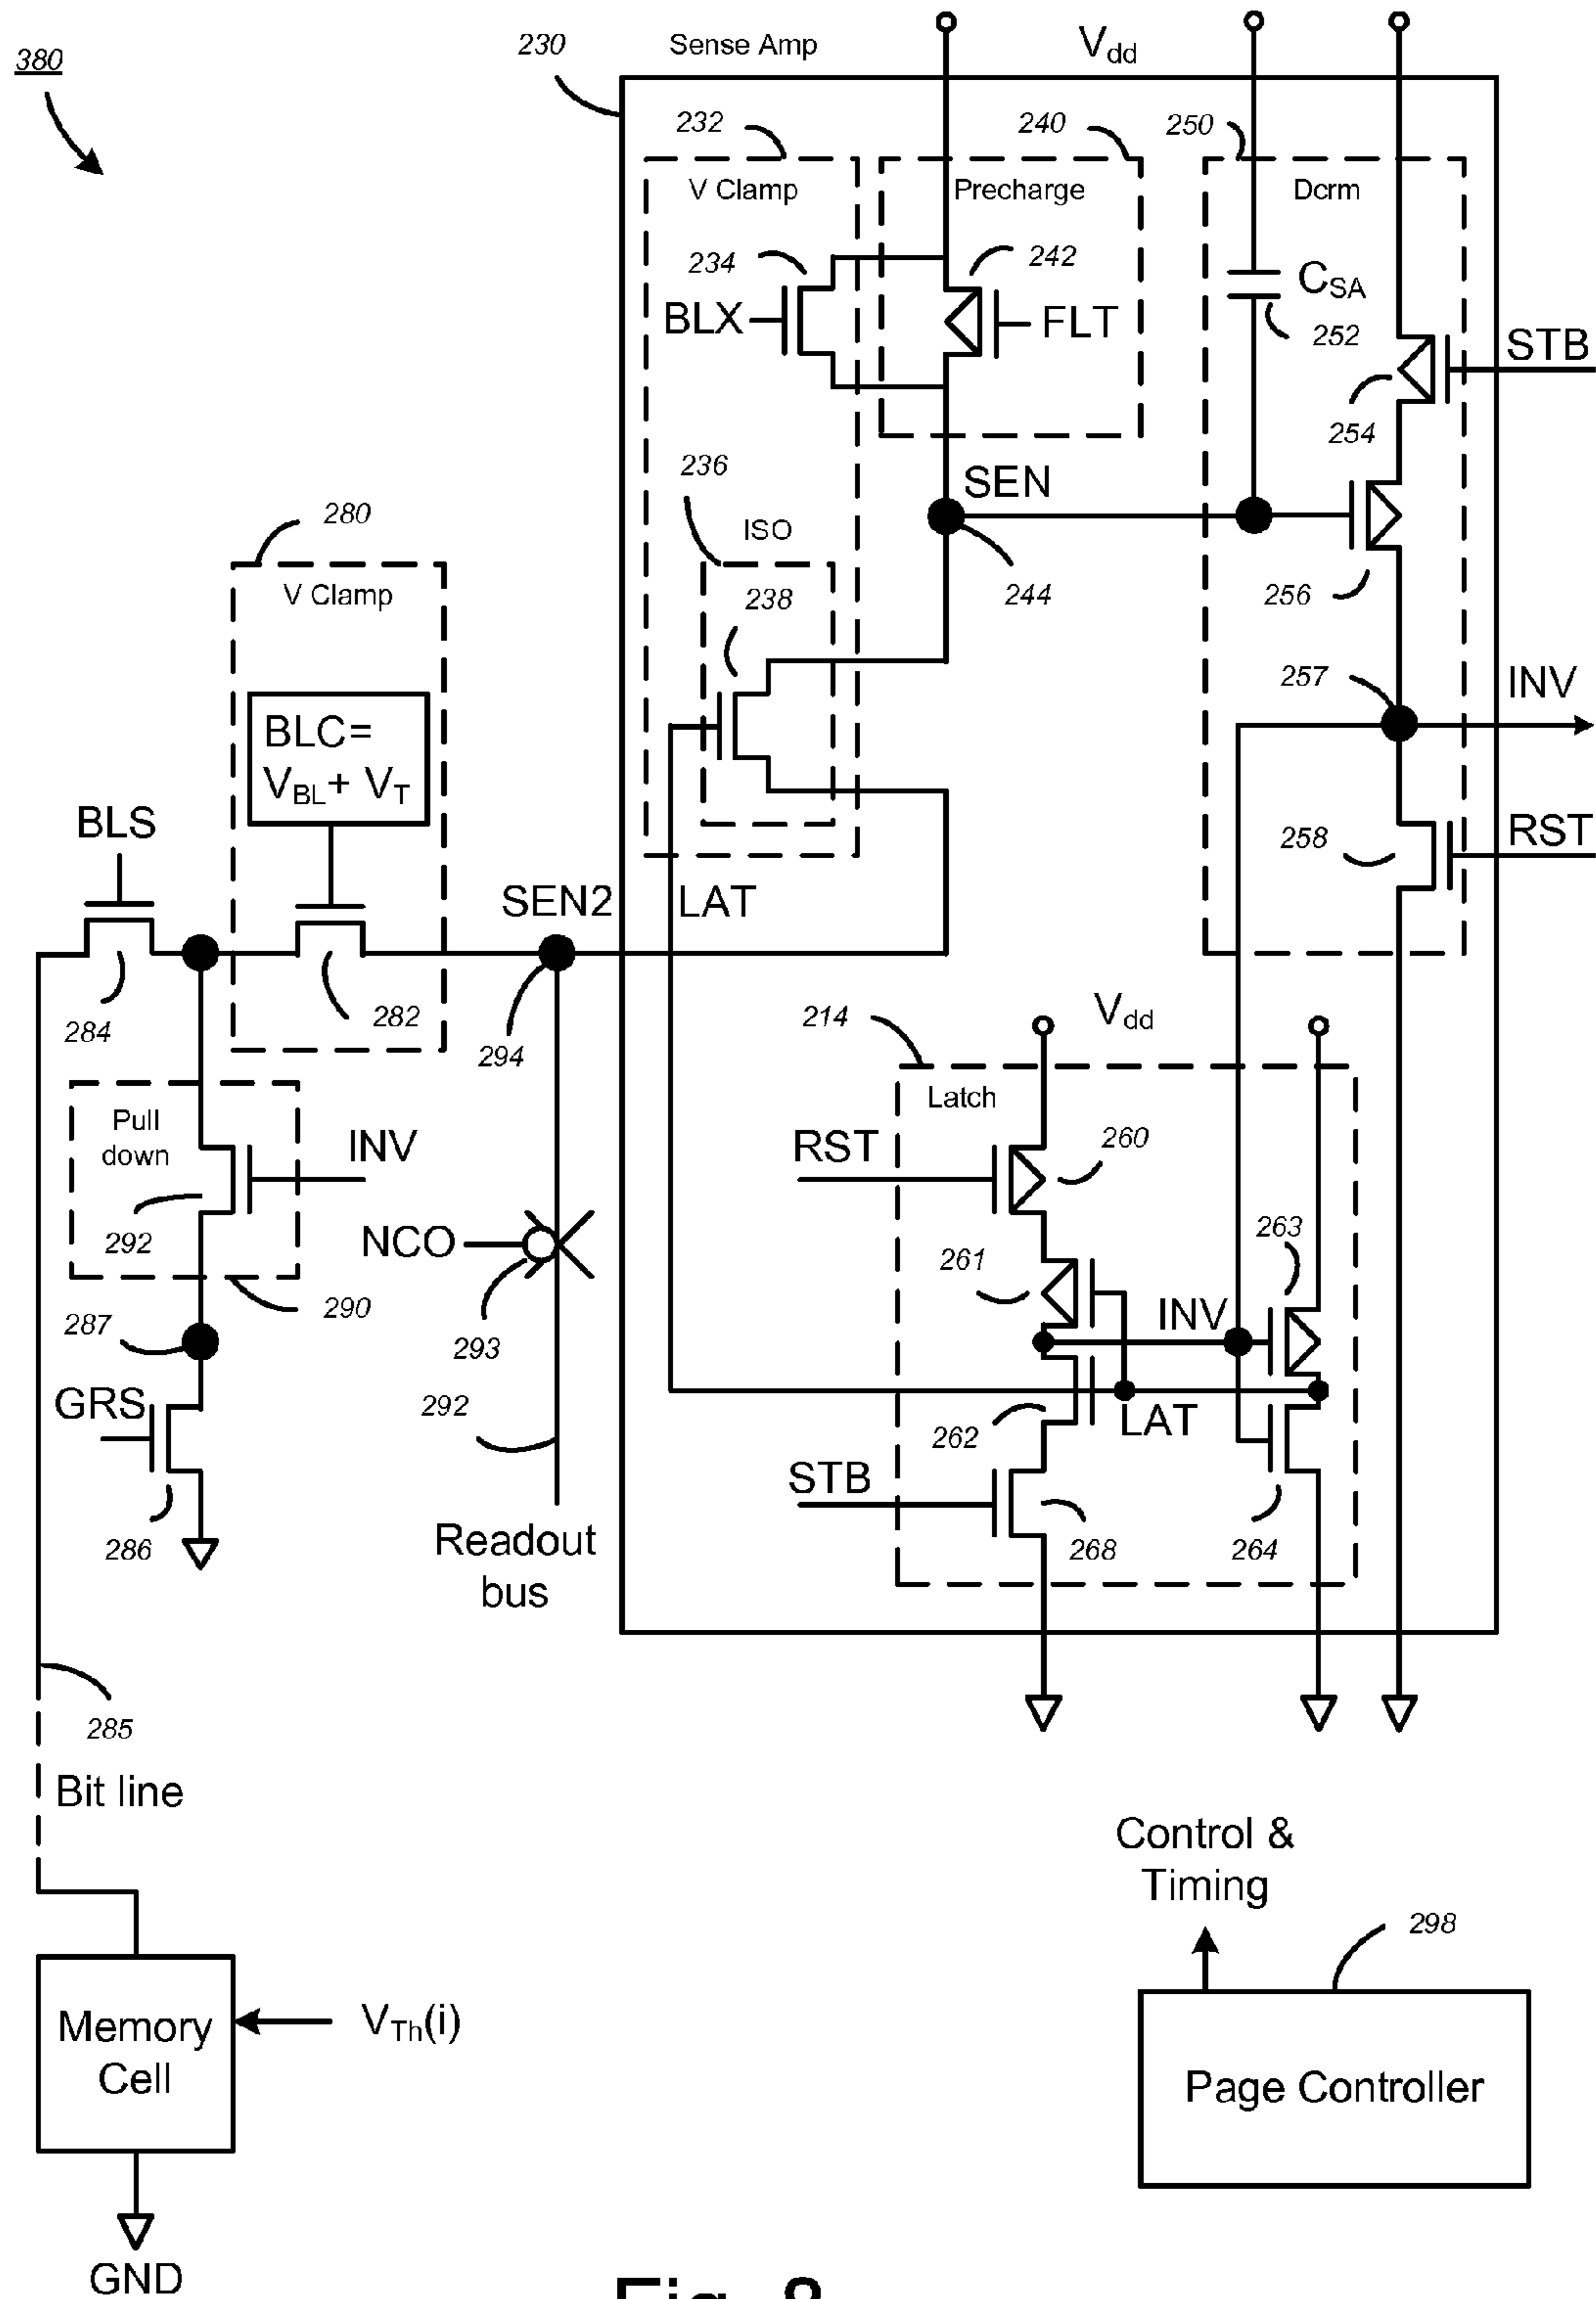 380
230
Sense Amp
Vdd
232
240
250
V Clamp
Precharge
Dcrm
234
242
CSA
BLX
FLT
252
STB
254
236
SEN
280
ISO
V Clamp
238
244
256
257
INV
BLC=
VBL+ VT
BLS
258
RST
SEN2
LAT
284
282
294
214
Vdd
Latch
Pull
down
INV
RST
260
292
NCO
261
263
290
INV
287
293
GRS
292
262
LAT
STB
286
Readout
bus
268
264
285
Bit line
Control &
Timing
298
Memory
Cell
VTh(i)
Page Controller
GND